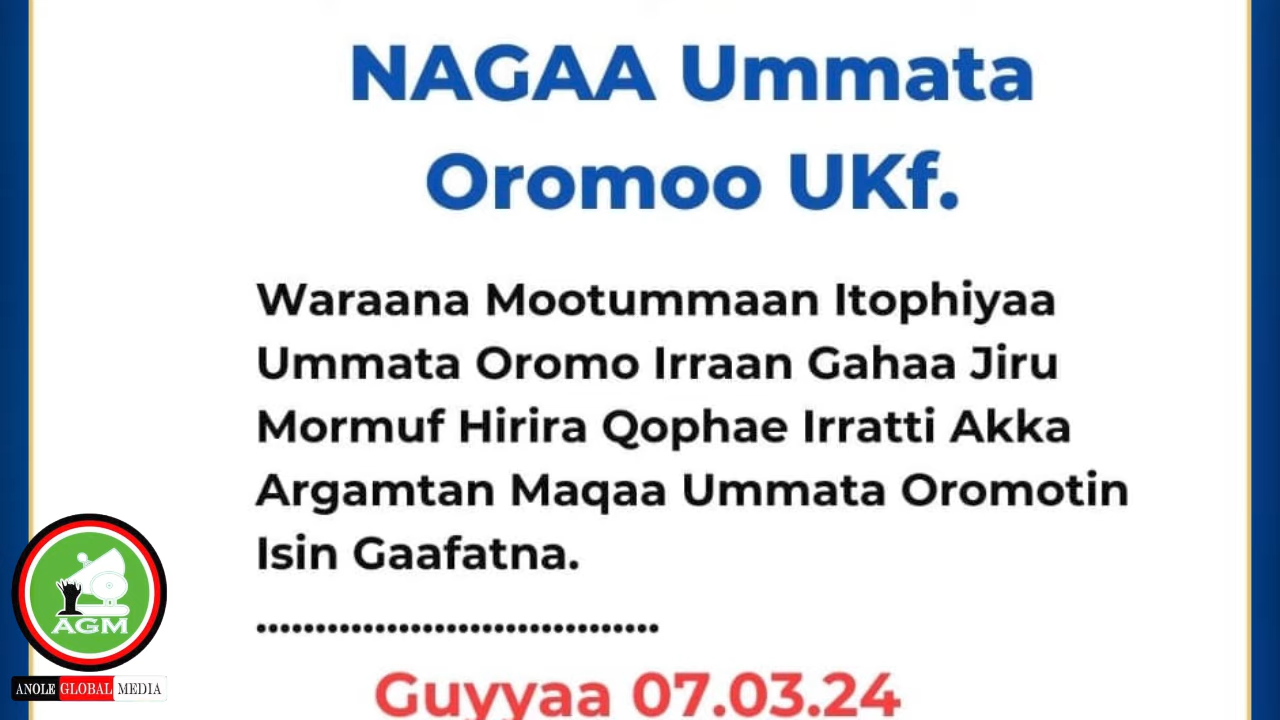 NAGAA Ummata
Oromoo UKf.
Waraana Mootummaan Itophiyaa
Ummata Oromo Irraan Gahaa Jiru
Mormuf Hirira Qophae Irratti Akka
Argamtan Maqaa Ummata Oromotin
Isin Gaafatna.
..................................
Guyyaa 07.03.24
AGM
ANOLE GLOBAL MEDIA